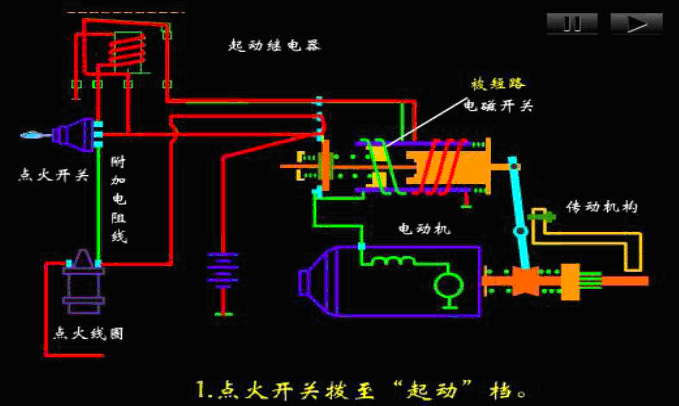 起动继电器
被短路
电磁开关
点火开关
附加电阻线
传动机构
电动机
点火线圈
1.点火开关拨至“起动”档。